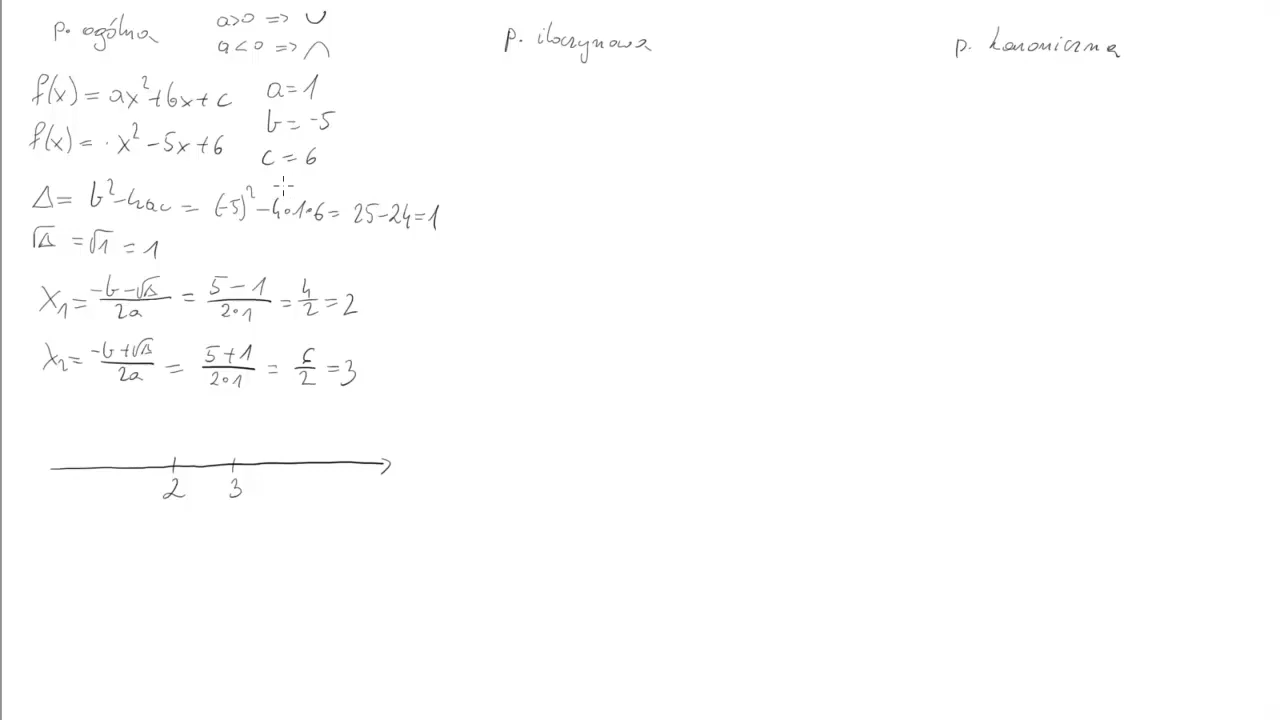 p. ogólna
a>0 => ∪
a<0 => ∩
p. iloczynowa
p. kanoniczna
f(x) = ax²+bx+c
a=1
f(x) = x²-5x+6
b=-5
c=6
Δ= b²-4ac = (-5)²-4•1•6= 25-24=1
√Δ =√1 =1
x₁= (-b-√Δ)/2a = (5-1)/2•1 = 4/2 =2
x₂= (-b+√Δ)/2a = (5+1)/2•1 = 6/2 =3
2 3